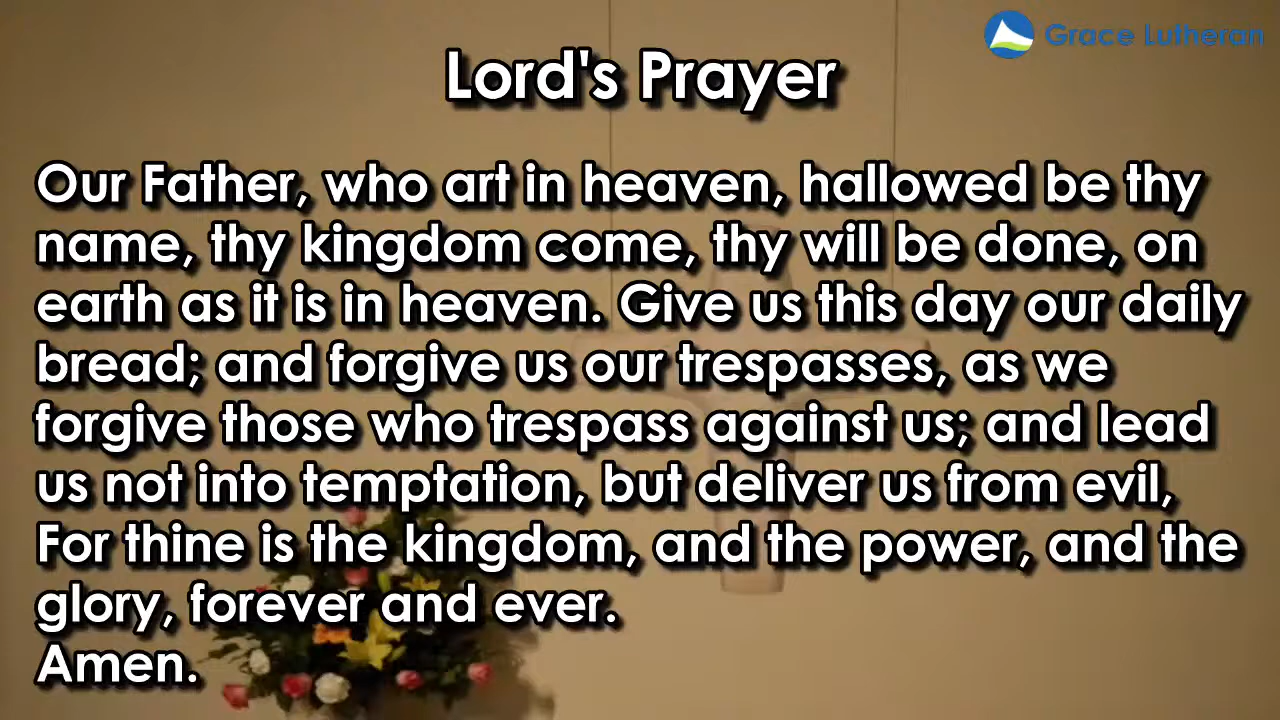 Grace Lutheran
Lord's Prayer
Our Father, who art in heaven, hallowed be thy
name, thy kingdom come, thy will be done, on
earth as it is in heaven. Give us this day our daily
bread; and forgive us our trespasses, as we
forgive those who trespass against us; and lead
us not into temptation, but deliver us from evil,
For thine is the kingdom, and the power, and the
glory, forever and ever.
Amen.